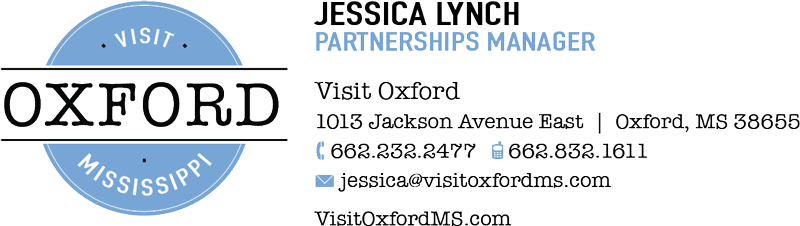 VISIT
OXFORD
MISSISSIPPI
JESSICA LYNCH
PARTNERSHIPS MANAGER
Visit Oxford
1013 Jackson Avenue East | Oxford, MS 38655
662.232.2477 662.832.1611
jessica@visitoxfordms.com
VisitOxfordMS.com